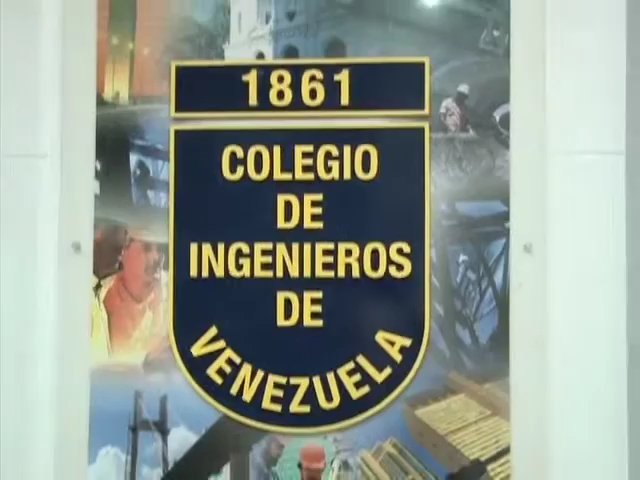 1861
COLEGIO
DE
INGENIEROS
DE
VENEZUELA